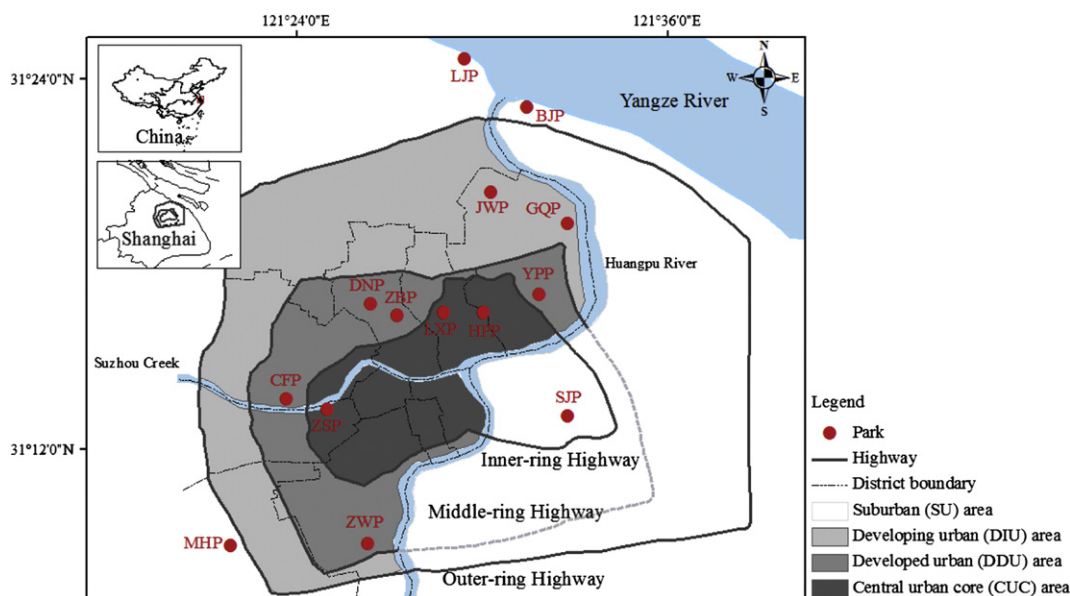 121°24'0"E
121°36'0"E
31°24'0"N
31°12'0"N
China
Shanghai
LJP
BJP
Yangze River
N
W
E
S
JWP
GQP
Huangpu River
YPP
DNP
ZBP
LXP
HPP
Suzhou Creek
CFP
ZSP
SJP
Inner-ring Highway
Middle-ring Highway
ZWP
MHP
Outer-ring Highway
Legend
Park
Highway
District boundary
Suburban (SU) area
Developing urban (DIU) area
Developed urban (DDU) area
Central urban core (CUC) area